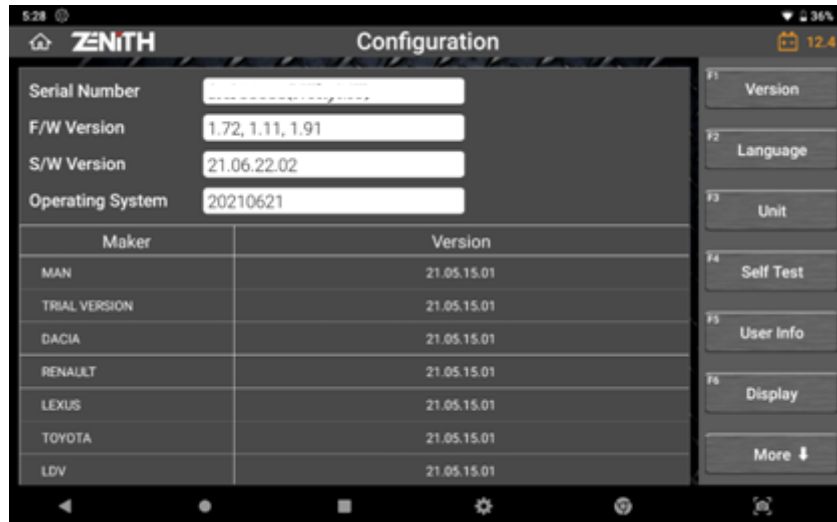 5:28
36%
ZENITH
Configuration
12.4
Serial Number
F/W Version
1.72, 1.11, 1.91
S/W Version
21.06.22.02
Operating System
20210621
Maker
Version
MAN
21.05.15.01
TRIAL VERSION
21.05.15.01
DACIA
21.05.15.01
RENAULT
21.05.15.01
LEXUS
21.05.15.01
TOYOTA
21.05.15.01
LDV
21.05.15.01
F1
Version
F2
Language
F3
Unit
F4
Self Test
F5
User Info
F6
Display
More